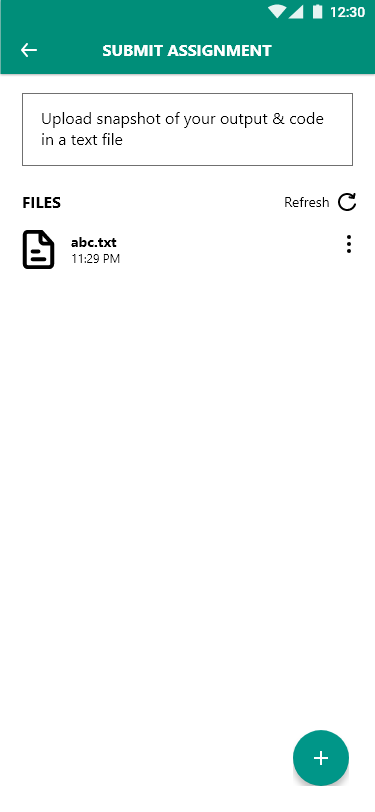 12:30
SUBMIT ASSIGNMENT
Upload snapshot of your output & code
in a text file
FILES
Refresh
abc.txt
11:29 PM